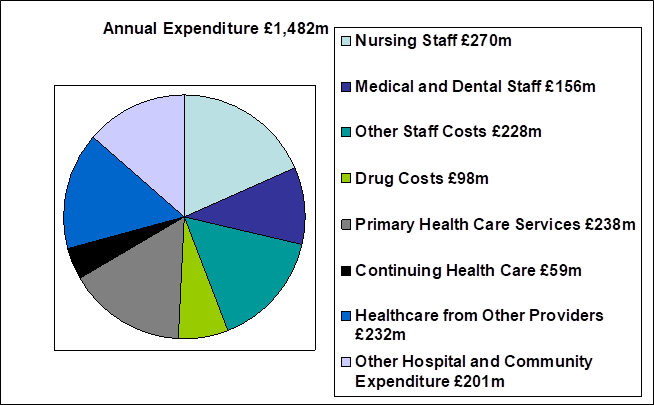 Annual Expenditure £1,482m
Nursing Staff £270m
Medical and Dental Staff £156m
Other Staff Costs £228m
Drug Costs £98m
Primary Health Care Services £238m
Continuing Health Care £59m
Healthcare from Other Providers
£232m
Other Hospital and Community
Expenditure £201m